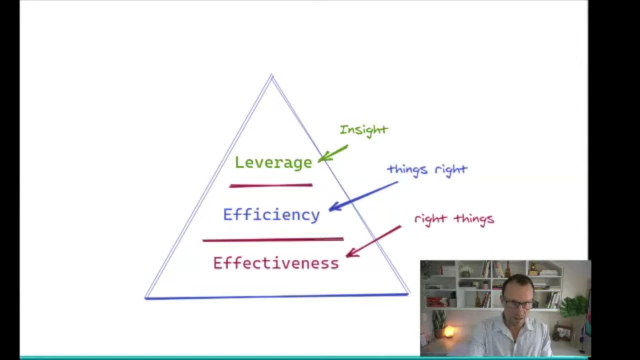 Insight
Leverage
things right
Efficiency
right things
Effectiveness